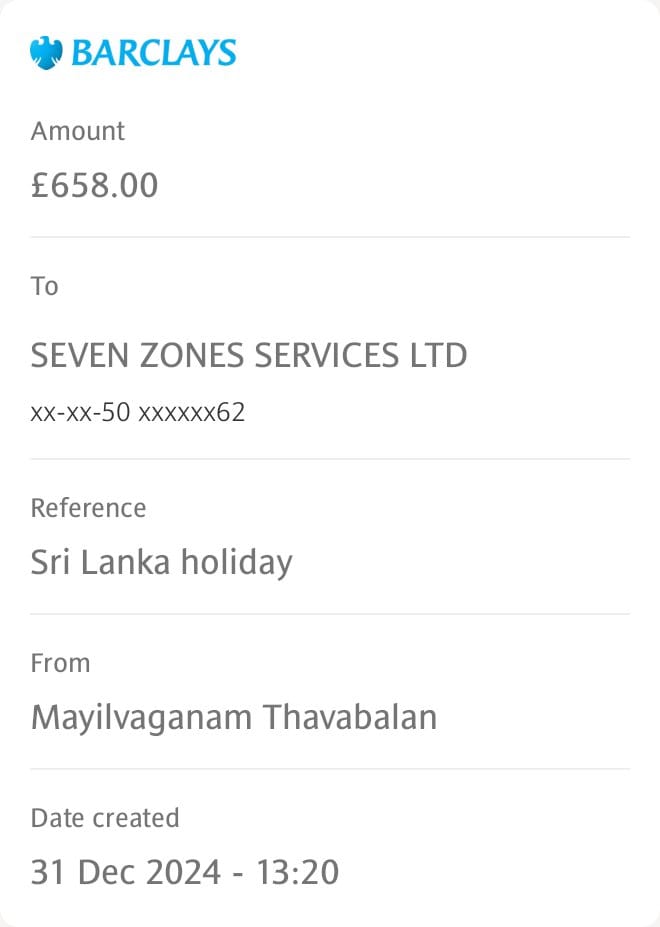 BARCLAYS
Amount
£658.00
To
SEVEN ZONES SERVICES LTD
xx-xx-50 xxxxxx62
Reference
Sri Lanka holiday
From
Mayilvaganam Thavabalan
Date created
31 Dec 2024 - 13:20